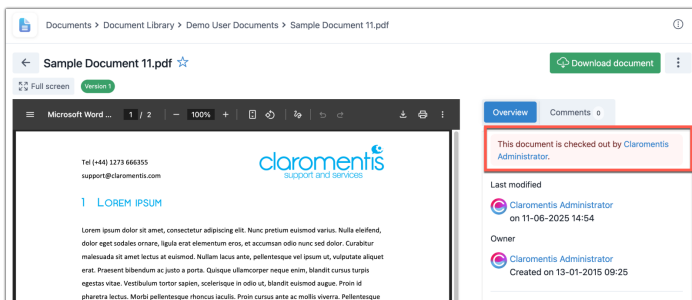 Documents > Document Library > Demo User Documents > Sample Document 11.pdf
Sample Document 11.pdf
Download document
Full screen
Version 1
Microsoft Word ...
1 / 2
100%
Overview
Comments 0
This document is checked out by Claromentis
Administrator.
Tel (+44) 1273 666355
support@claromentis.com
claromentis
support and services
Last modified
Claromentis Administrator
on 11-06-2025 14:54
Owner
Claromentis Administrator
Created on 13-01-2015 09:25
1 LOREM IPSUM
Lorem ipsum dolor sit amet, consectetur adipiscing elit. Nunc pretium euismod varius. Nulla eleifend,
dolor eget sodales ornare, ligula erat elementum eros, et accumsan odio nunc sed dolor. Curabitur
malesuada sit amet lectus at euismod. Nullam lacus ante, pellentesque vel ipsum ut, vulputate aliquet
erat. Praesent bibendum ac justo a porta. Quisque ullamcorper neque enim, blandit cursus turpis
egestas vitae. Vestibulum tortor sapien, scelerisque in odio ut, blandit euismod augue. Proin id
pharetra lectus. Morbi pellentesque rhoncus iaculis. Proin cursus ante ac mollis viverra. Pellentesque